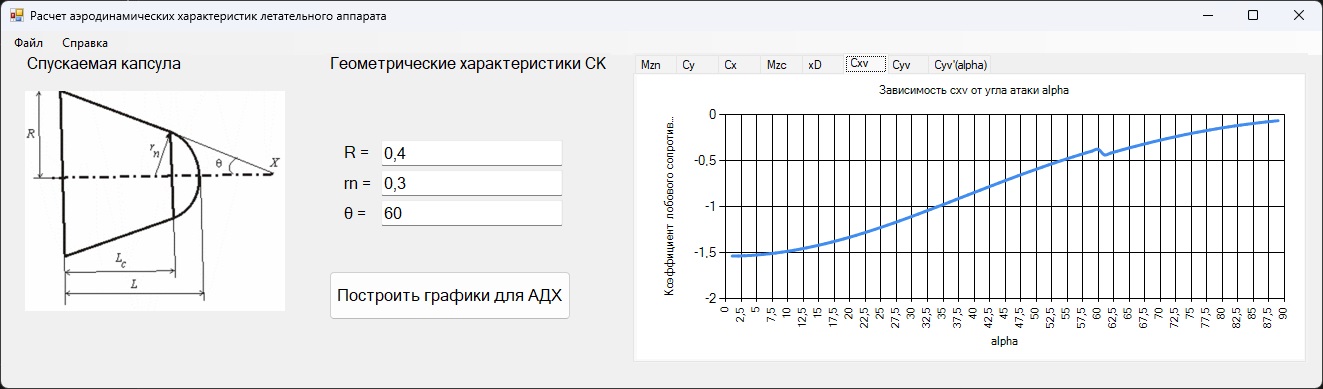 Расчет аэродинамических характеристик летательного аппарата
Файл Справка
Спускаемая капсула
R
rn
θ
X
Lc
L
Геометрические характеристики СК
R = 0,4
rn = 0,3
θ = 60
Построить графики для АДХ
Mzn Cy Cx Mzc xD Cxv Cyv Cyv'(alpha)
Зависимость cxv от угла атаки alpha
Коэффициент лобового сопротив...
0
-0,5
-1
-1,5
-2
0 2,5 5 7,5 10 12,5 15 17,5 20 22,5 25 27,5 30 32,5 35 37,5 40 42,5 45 47,5 50 52,5 55 57,5 60 62,5 65 67,5 70 72,5 75 77,5 80 82,5 85 87,5 90
alpha